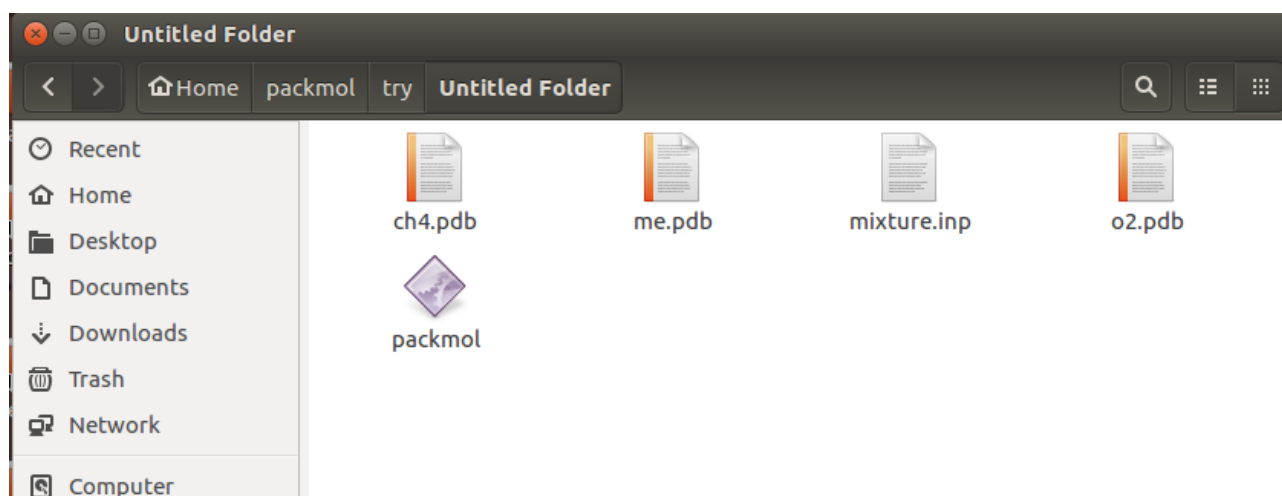 Untitled Folder
Home packmol try Untitled Folder
Recent
Home
Desktop
Documents
Downloads
Trash
Network
Computer
ch4.pdb me.pdb mixture.inp o2.pdb
packmol